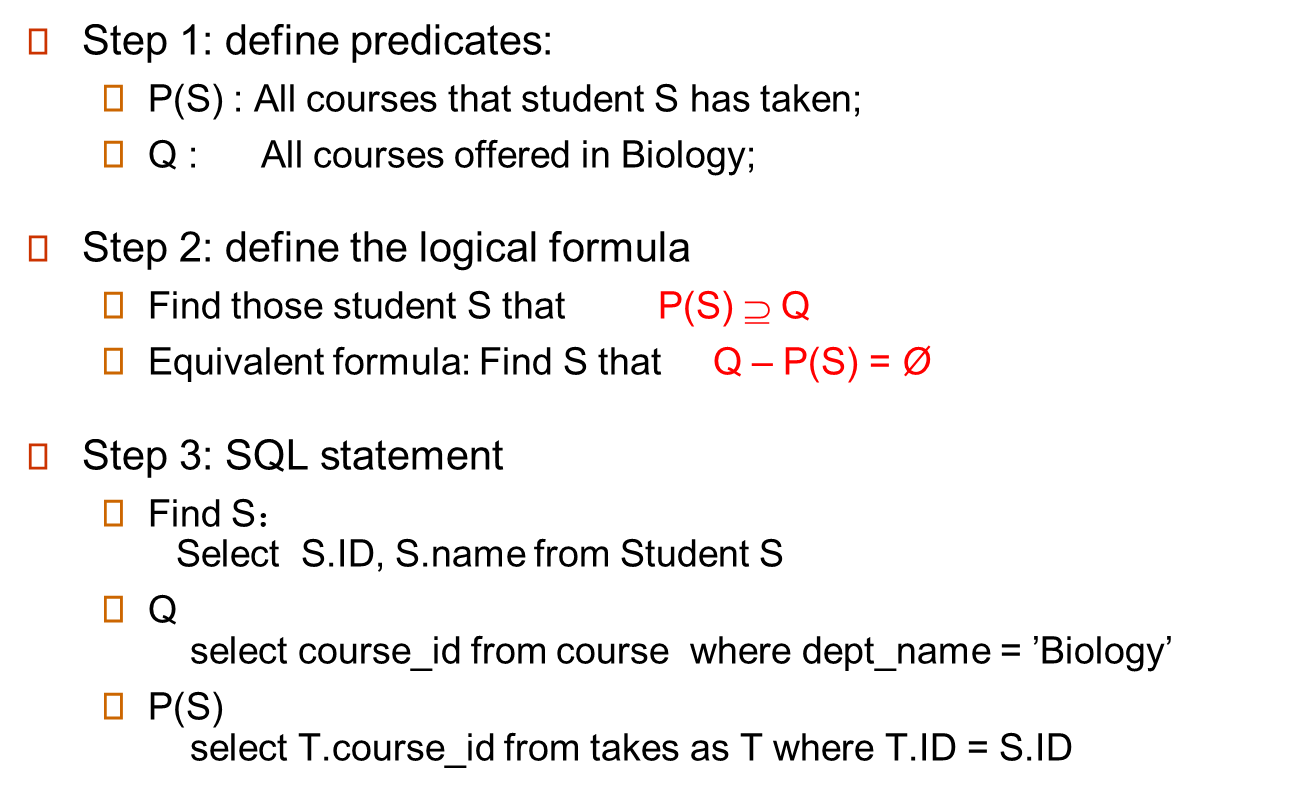 Step 1: define predicates:
P(S) : All courses that student S has taken;
Q : All courses offered in Biology;
Step 2: define the logical formula
Find those student S that P(S) ⊇ Q
Equivalent formula: Find S that Q – P(S) = Ø
Step 3: SQL statement
Find S：
Select S.ID, S.name from Student S
Q
select course_id from course where dept_name = ’Biology’
P(S)
select T.course_id from takes as T where T.ID = S.ID